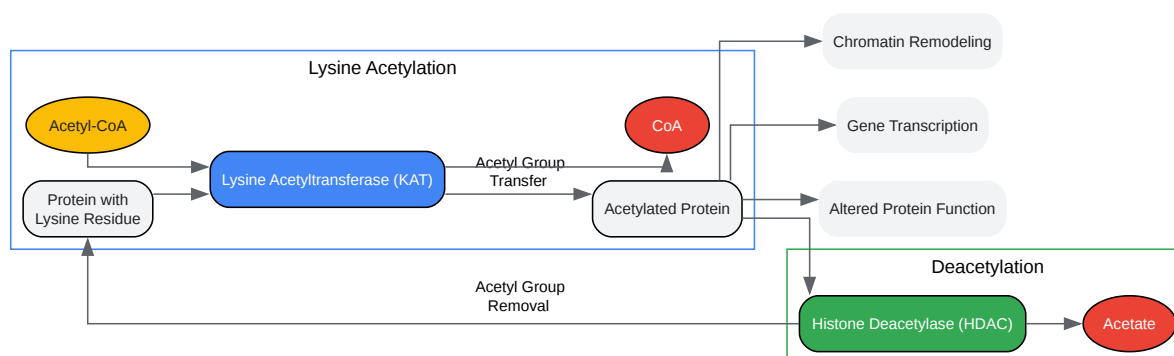 Chromatin Remodeling
Lysine Acetylation
Acetyl-CoA
CoA
Gene Transcription
Lysine Acetyltransferase (KAT)
Acetyl Group
Transfer
Protein with
Lysine Residue
Acetylated Protein
Altered Protein Function
Deacetylation
Acetyl Group
Removal
Histone Deacetylase (HDAC)
Acetate